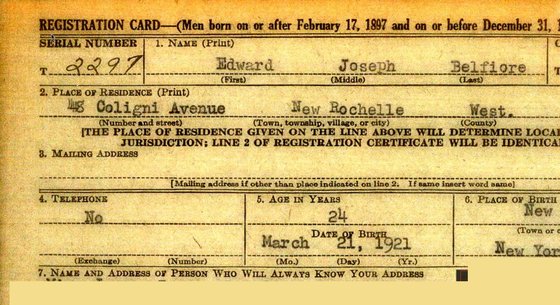 REGISTRATION CARD—(Men born on or after February 17, 1897 and on or before December 31,
SERIAL NUMBER 1. NAME (Print)
T 2297 Edward Joseph Belfiore
(First) (Middle) (Last)
2. PLACE OF RESIDENCE (Print)
48 Coligni Avenue New Rochelle West.
(Number and street) (Town, township, village, or city) (County)
[THE PLACE OF RESIDENCE GIVEN ON THE LINE ABOVE WILL DETERMINE LOCA
JURISDICTION; LINE 2 OF REGISTRATION CERTIFICATE WILL BE IDENTICA
3. MAILING ADDRESS
[Mailing address if other than place indicated on line 2. If same insert word same]
4. TELEPHONE 5. AGE IN YEARS 6. PLACE OF BIRTH
No 24 New
DATE OF BIRTH (Town or
March 21, 1921 New Yor
(Exchange) (Number) (Mo.) (Day) (Yr.)
7. NAME AND ADDRESS OF PERSON WHO WILL ALWAYS KNOW YOUR ADDRESS